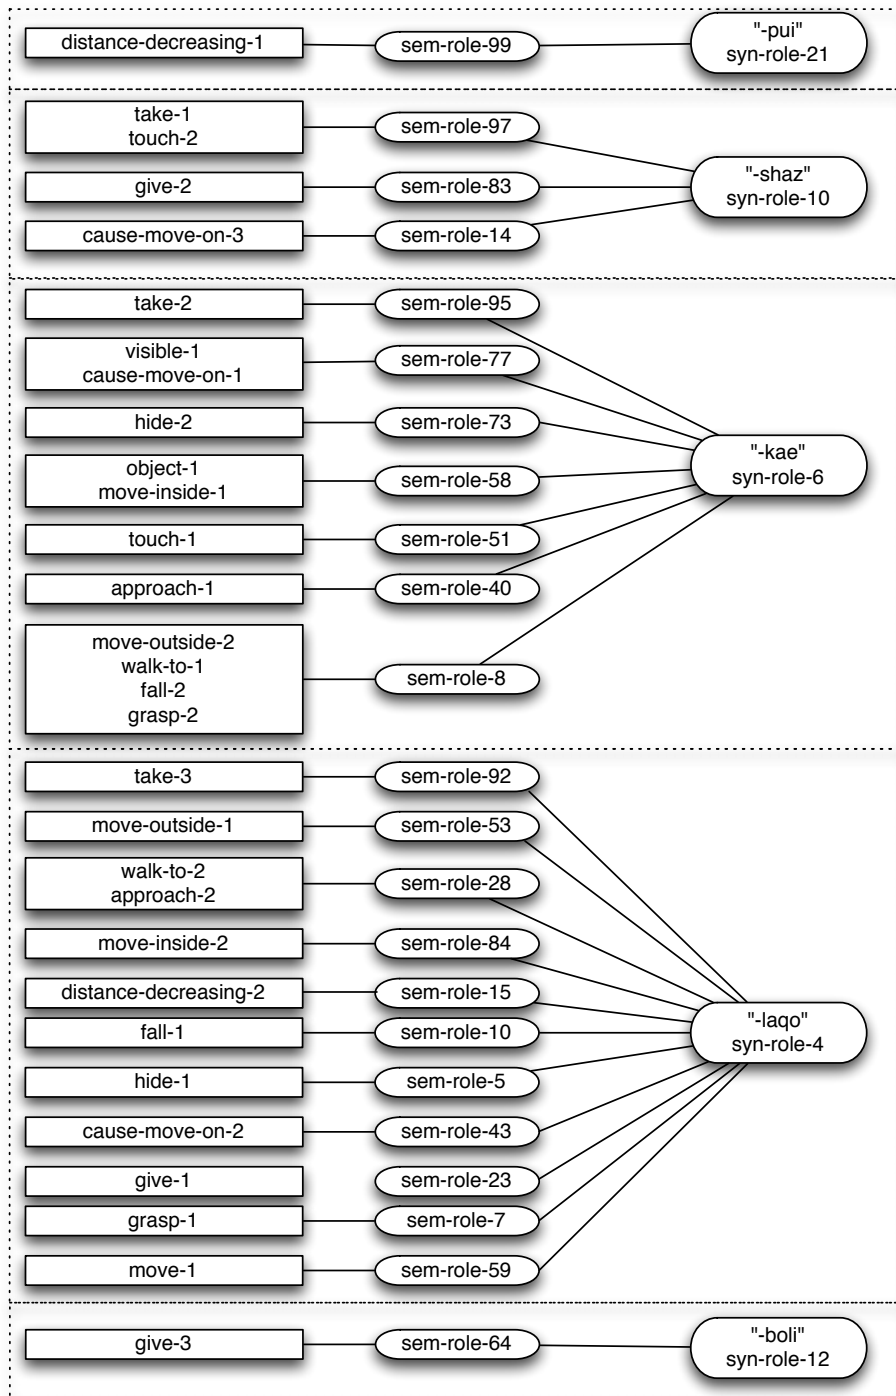 distance-decreasing-1
sem-role-99
"-pui"
syn-role-21
take-1
touch-2
sem-role-97
give-2
sem-role-83
cause-move-on-3
sem-role-14
"-shaz"
syn-role-10
take-2
sem-role-95
visible-1
cause-move-on-1
sem-role-77
hide-2
sem-role-73
object-1
move-inside-1
sem-role-58
touch-1
sem-role-51
approach-1
sem-role-40
move-outside-2
walk-to-1
fall-2
grasp-2
sem-role-8
"-kae"
syn-role-6
take-3
sem-role-92
move-outside-1
sem-role-53
walk-to-2
approach-2
sem-role-28
move-inside-2
sem-role-84
distance-decreasing-2
sem-role-15
fall-1
sem-role-10
hide-1
sem-role-5
cause-move-on-2
sem-role-43
give-1
sem-role-23
grasp-1
sem-role-7
move-1
sem-role-59
"-laqo"
syn-role-4
give-3
sem-role-64
"-boli"
syn-role-12